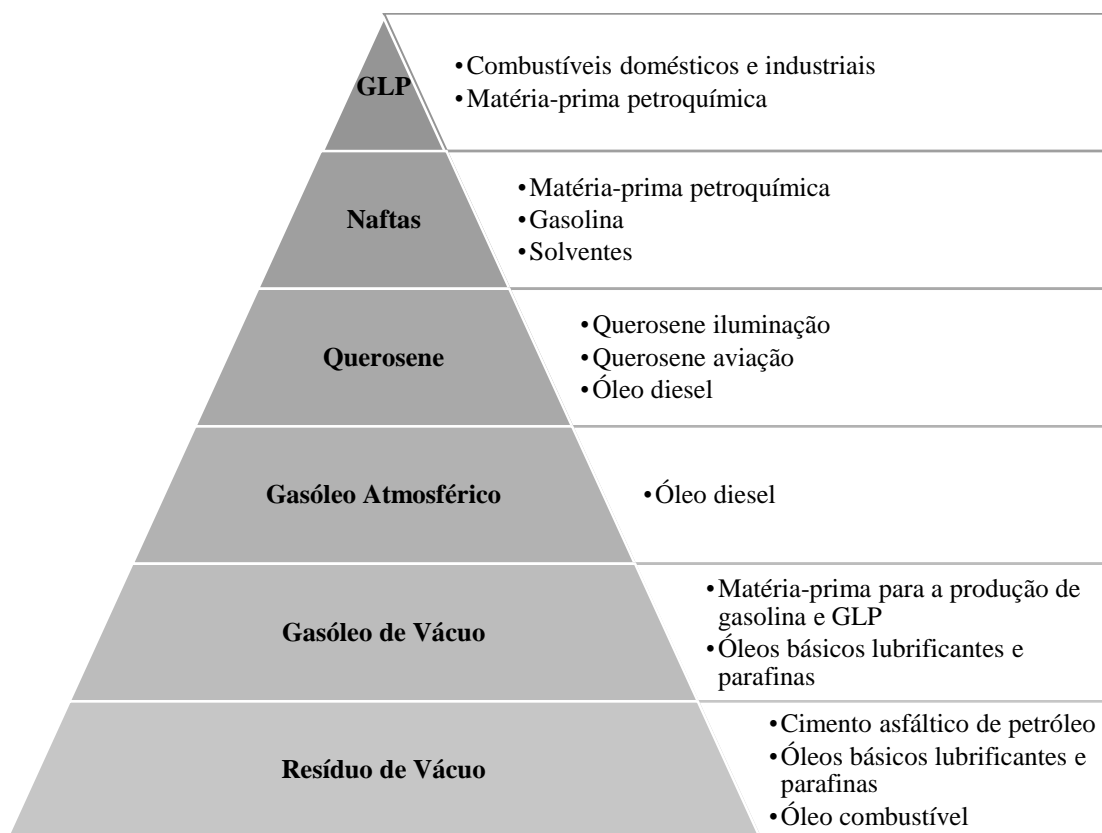 GLP
•Combustíveis domésticos e industriais
•Matéria-prima petroquímica
Naftas
•Matéria-prima petroquímica
•Gasolina
•Solventes
Querosene
•Querosene iluminação
•Querosene aviação
•Óleo diesel
Gasóleo Atmosférico
•Óleo diesel
Gasóleo de Vácuo
•Matéria-prima para a produção de
gasolina e GLP
•Óleos básicos lubrificantes e
parafinas
Resíduo de Vácuo
•Cimento asfáltico de petróleo
•Óleos básicos lubrificantes e
parafinas
•Óleo combustível